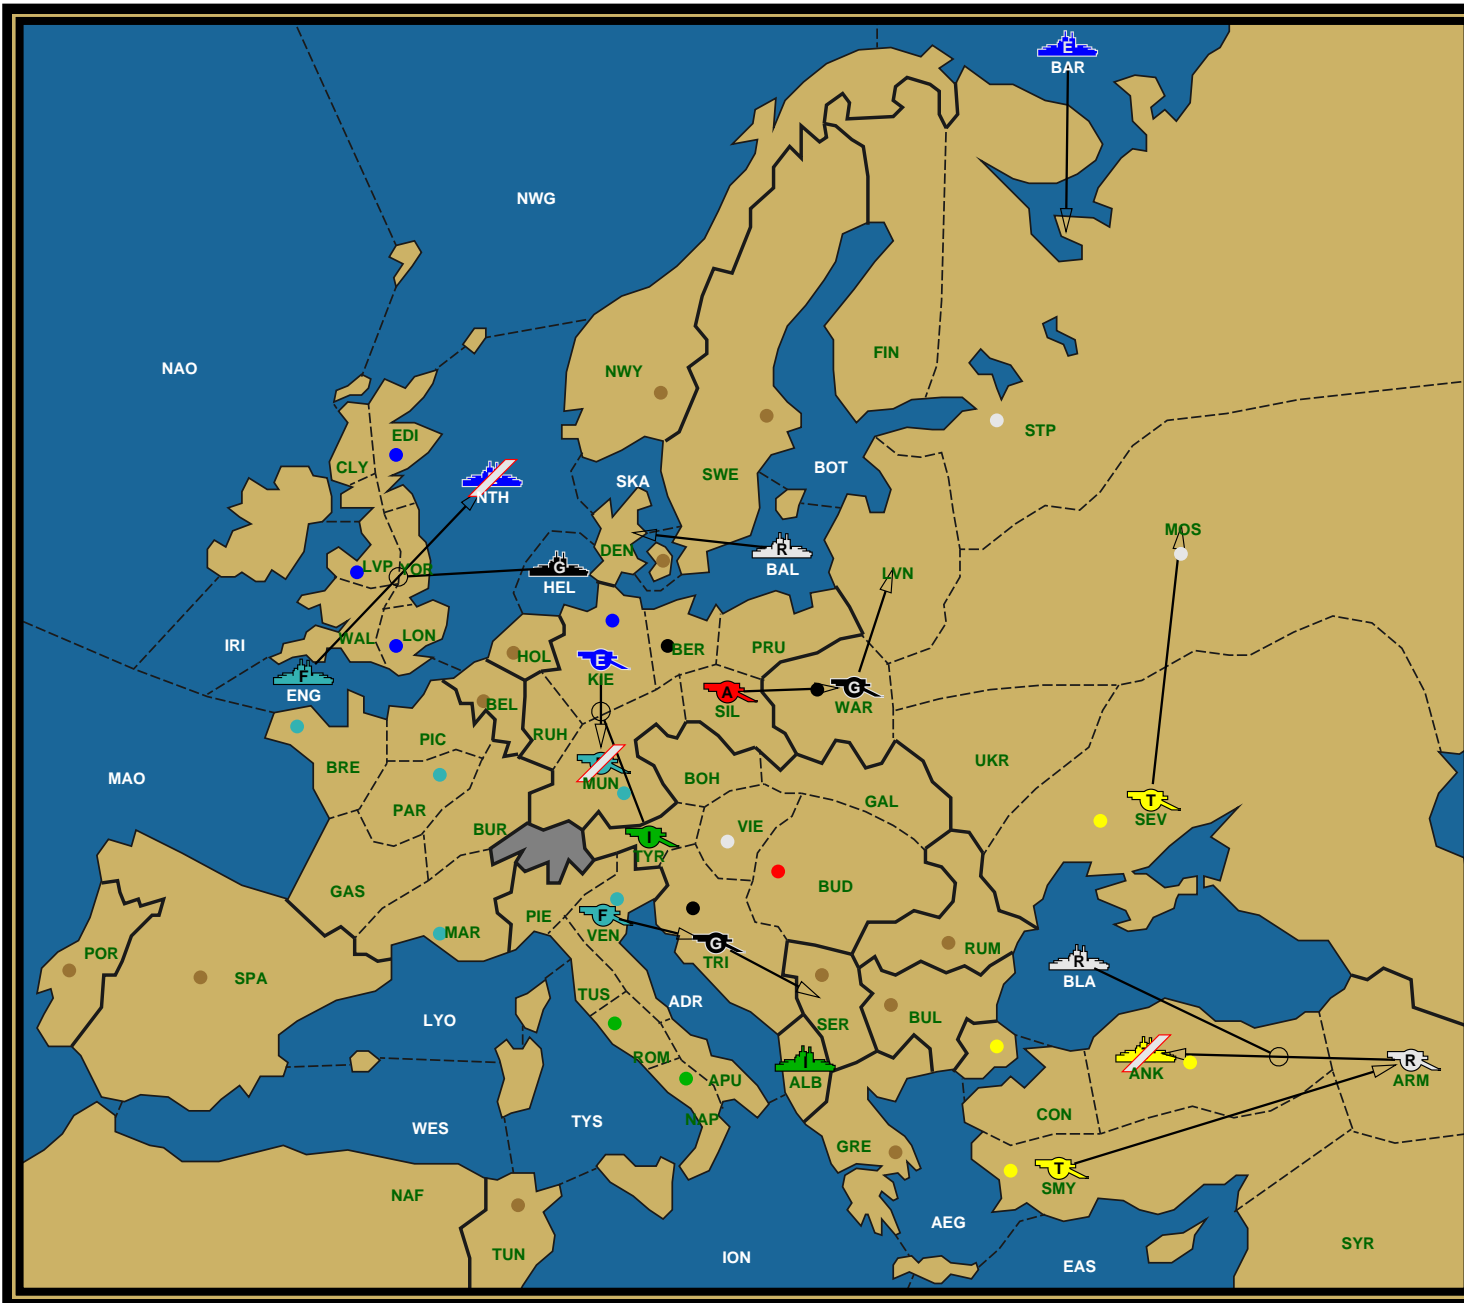 E
BAR
NWG
NAO
FIN
NWY
STP
EDI
CLY
SKA
BOT
SWE
NTH
MOS
R
BAL
DEN
G
HEL
LVP
YOR
LVN
IRI
WAL
LON
HOL
E
KIE
BER
PRU
F
ENG
A
SIL
G
WAR
BEL
RUH
PIC
BRE
UKR
MAO
MUN
BOH
PAR
GAL
T
SEV
BUR
VIE
I
TYR
BUD
GAS
PIE
F
VEN
MAR
POR
SPA
G
TRI
RUM
R
BLA
TUS
ADR
LYO
SER
BUL
ROM
APU
I
ALB
ANK
R
ARM
NAP
CON
WES
TYS
GRE
T
SMY
NAF
AEG
TUN
ION
EAS
SYR